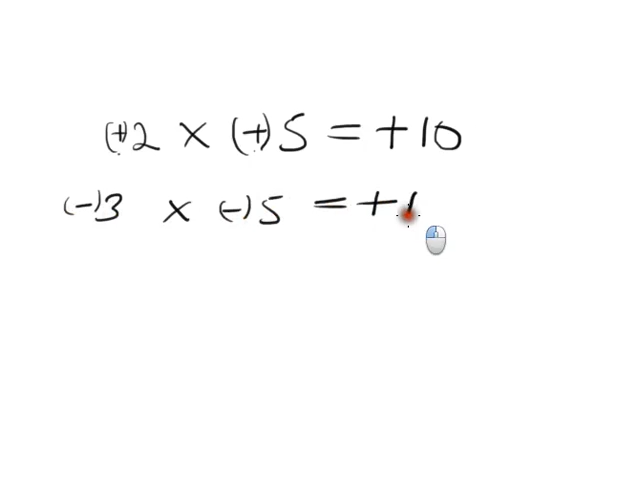 (+)2 × (+)5 = +10
(-)3 × (-)5 = +1